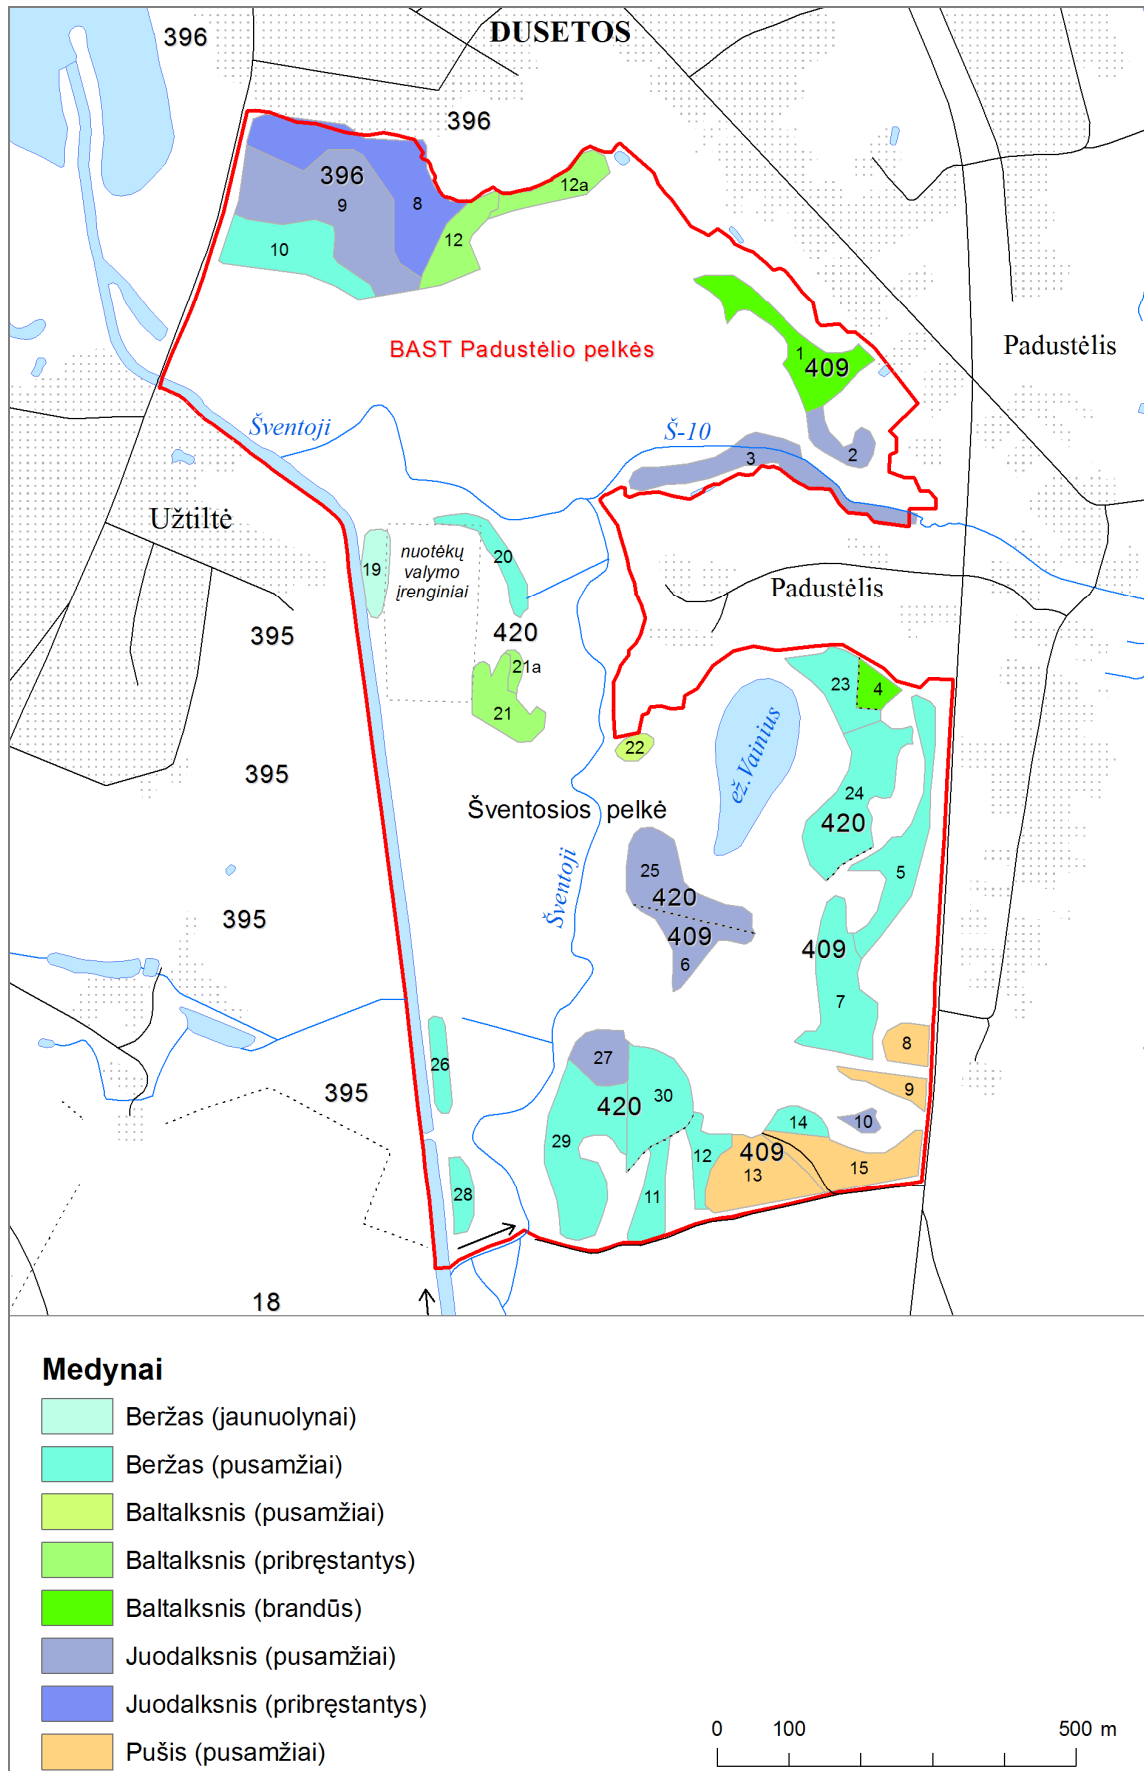 396
DUSETOS
396
12a
396
9
8
12
10
BAST Padustėlio pelkės
Padustėlis
1
409
Šventoji
Š-10
3
2
Užtiltė
19
nuotėkų
valymo
įrenginiai
20
Padustėlis
395
420
21a
21
23
4
22
ež.Vainius
395
24
Šventosios pelkė
420
25
5
420
395
Šventoji
409
409
6
7
8
27
26
9
395
30
420
10
14
29
12
409
13
15
11
28
18
Medynai
Beržas (jaunuolynai)
Beržas (pusamžiai)
Baltalksnis (pusamžiai)
Baltalksnis (pribręstantys)
Baltalksnis (brandūs)
Juodalksnis (pusamžiai)
Juodalksnis (pribręstantys)
Pušis (pusamžiai)
0 100 500 m